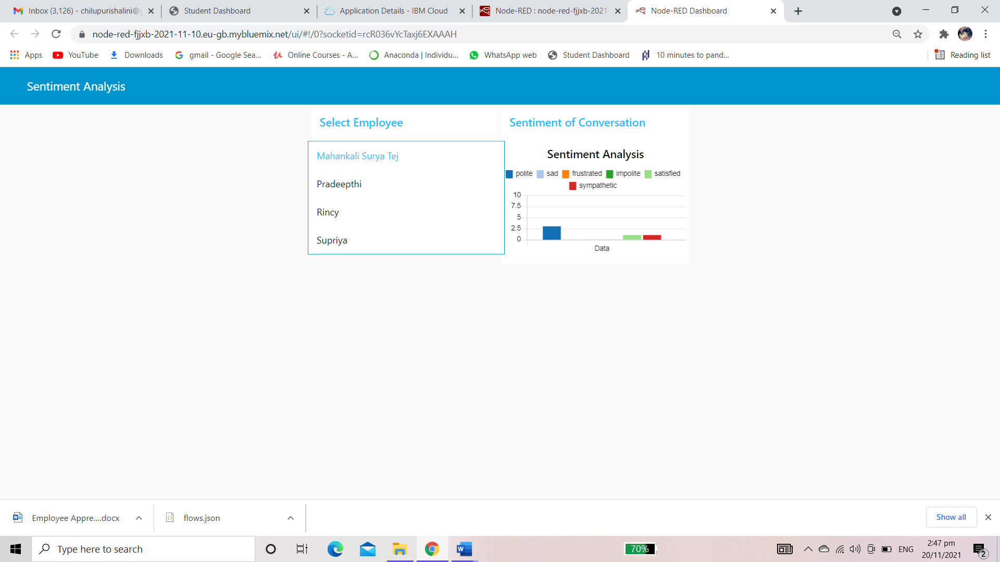 Inbox (3,126) - chilupurishalini@g
Student Dashboard
Application Details - IBM Cloud
Node-RED : node-red-fjjxb-2021-
Node-RED Dashboard
node-red-fjjxb-2021-11-10.eu-gb.mybluemix.net/ui/#!/0?socketid=rcR036vYcTaxj6EXAAAH
Apps
YouTube
Downloads
gmail - Google Sea...
Online Courses - A...
Anaconda | Individu...
WhatsApp web
Student Dashboard
10 minutes to pand...
Reading list
Sentiment Analysis
Select Employee
Mahankali Surya Tej
Pradeepthi
Rincy
Supriya
Sentiment of Conversation
Sentiment Analysis
polite sad frustrated impolite satisfied
sympathetic
10
7.5
5
2.5
0
Data
Employee Appre....docx
flows.json
Show all
Type here to search
70%
ENG
2:47 pm
20/11/2021
2